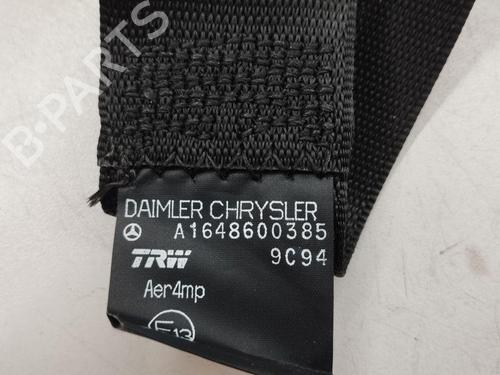 B-PARTS
DAIMLER CHRYSLER
A1648600385
TRW 9C94
Aer4mp
E13